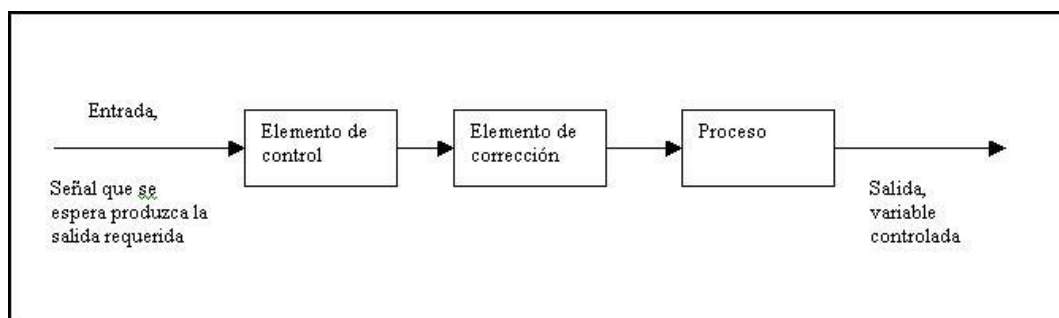 Entrada,
Señal que se
espera produzca la
salida requerida
Elemento de
control
Elemento de
corrección
Proceso
Salida,
variable
controlada